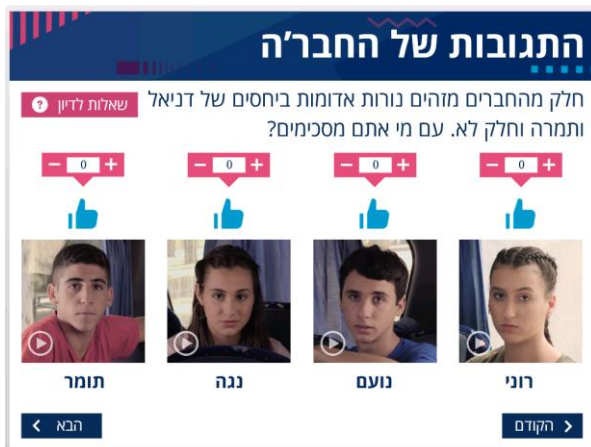 התגובות של החבר'ה
חלק מהחברים מזהים נורות אדומות ביחסים של דניאל
ותמרה וחלק לא. עם מי אתם מסכימים?
שאלות לדיון ?
+ 0 −
+ 0 −
+ 0 −
+ 0 −
רוני
נועם
נגה
תומר
הקודם
הבא